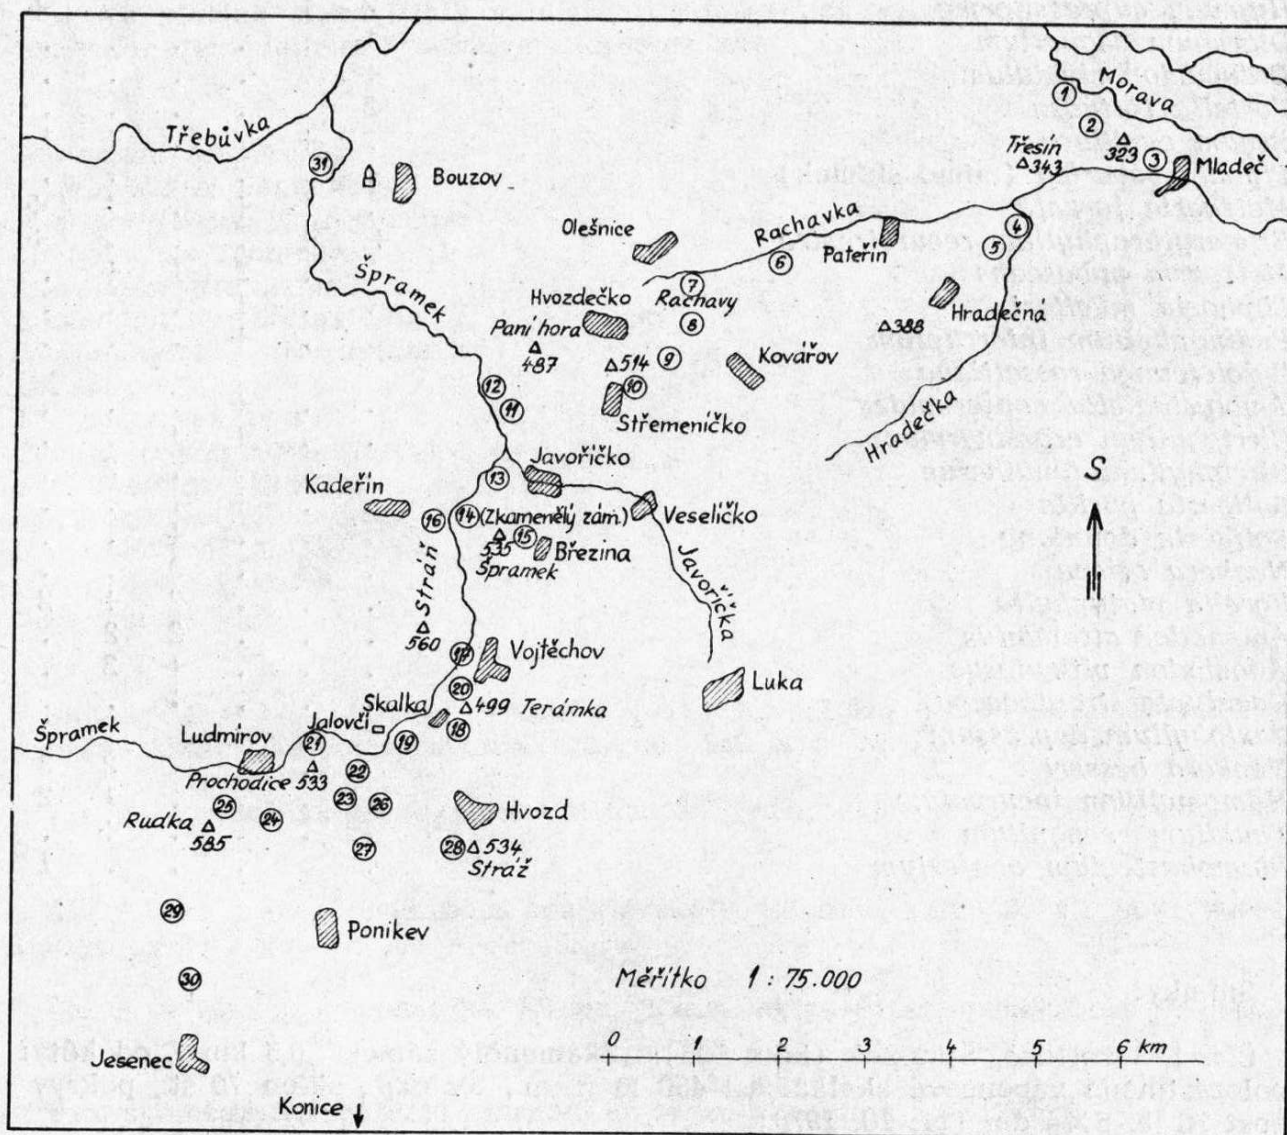 Třebůvka
Morava
1
2
323
3
Mladeč
Třesín
343
31
Bouzov
Olešnice
Rachavka
Pateřín
4
5
6
7
Rachavy
8
Hradečná
388
Špramek
Hvozdečko
Paní hora
487
514
9
Kovářov
10
Střemeníčko
12
11
Hradečka
S
Javoříčko
13
Kadeřín
16
14
(Zkamenělý zám.)
535
15
Březina
Špramek
Veselíčko
Javoříčka
Stráň
560
17
Vojtěchov
20
Skalka
499 Terámka
18
Luka
Jalovčí
19
Špramek
Ludmírov
21
Prochodice 533
22
25
23
26
24
Rudka
585
Hvozd
27
28
534
Stráž
29
Ponikev
30
Měřítko 1 : 75.000
0 1 2 3 4 5 6 km
Jesenec
Konice